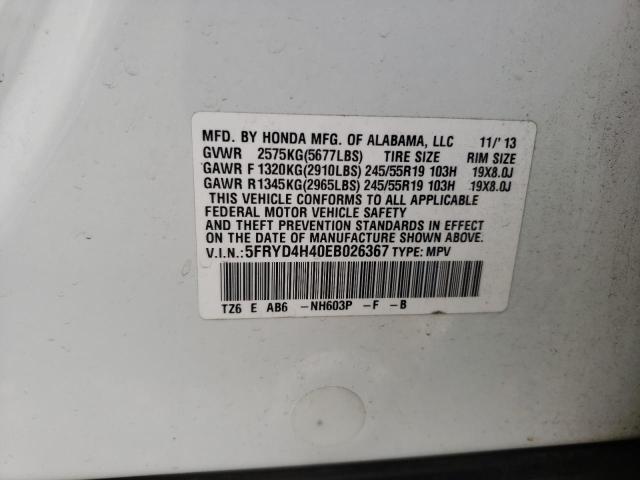 MFD. BY HONDA MFG. OF ALABAMA, LLC 11/'13
GVWR 2575KG(5677LBS) TIRE SIZE RIM SIZE
GAWR F 1320KG(2910LBS) 245/55R19 103H 19X8.0J
GAWR R1345KG(2965LBS) 245/55R19 103H 19X8.0J
THIS VEHICLE CONFORMS TO ALL APPLICABLE
FEDERAL MOTOR VEHICLE SAFETY
AND THEFT PREVENTION STANDARDS IN EFFECT
ON THE DATE OF MANUFACTURE SHOWN ABOVE.
V.I.N.: 5FRYD4H40EB026367 TYPE: MPV
TZ6 E AB6 -NH603P -F -B